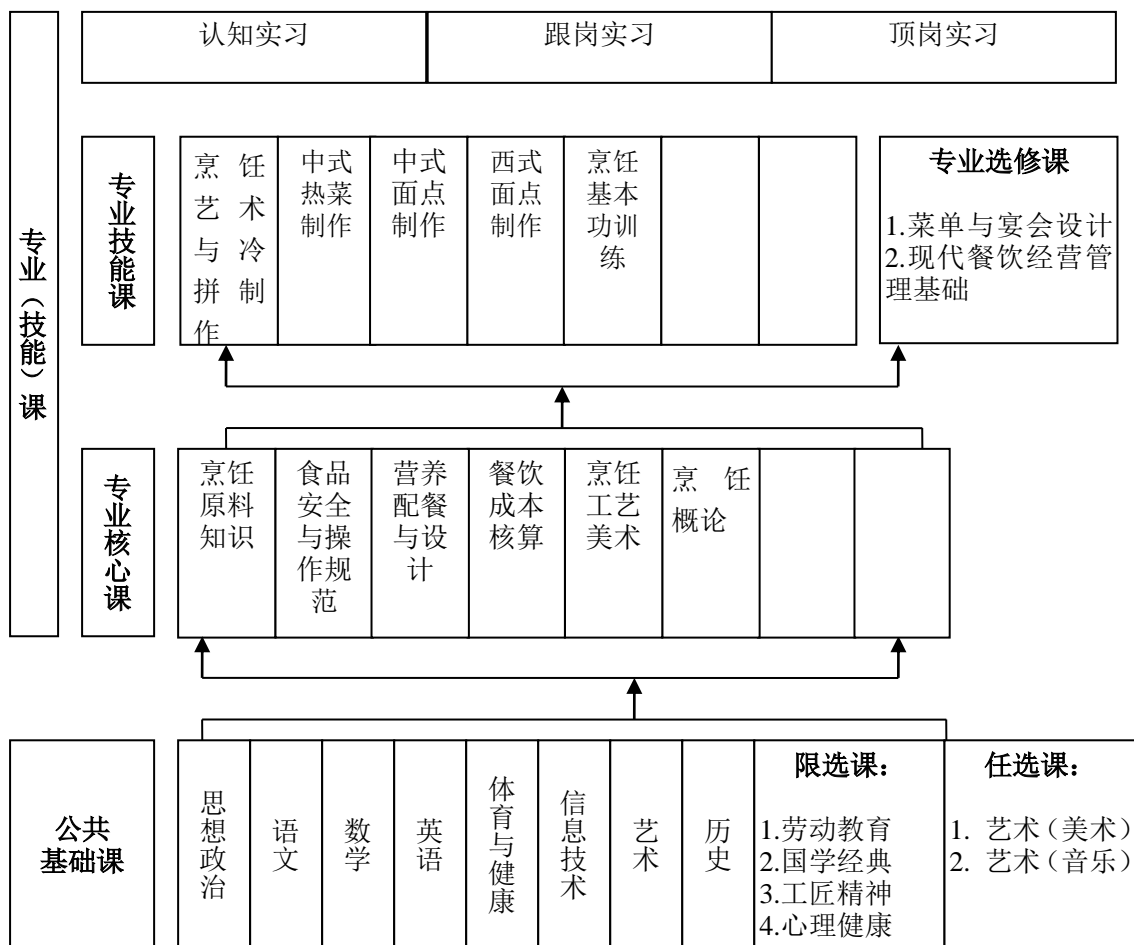 认知实习
跟岗实习
顶岗实习
专业（技能）课
专业技能课
烹饪
艺术
与冷
拼制
作
中式
热菜
制作
中式
面点
制作
西式
面点
制作
烹饪
基本
功训
练
专业选修课
1.菜单与宴会设计
2.现代餐饮经营管
理基础
专业核心课
烹饪
原料
知识
食品
安全
与操
作规
范
营养
配餐
与设
计
餐饮
成本
核算
烹饪
工艺
美术
烹饪
概论
公共
基础课
思想政治
语文
数学
英语
体育与健康
信息技术
艺术
历史
限选课：
1.劳动教育
2.国学经典
3.工匠精神
4.心理健康
任选课：
1. 艺术（美术）
2. 艺术（音乐）